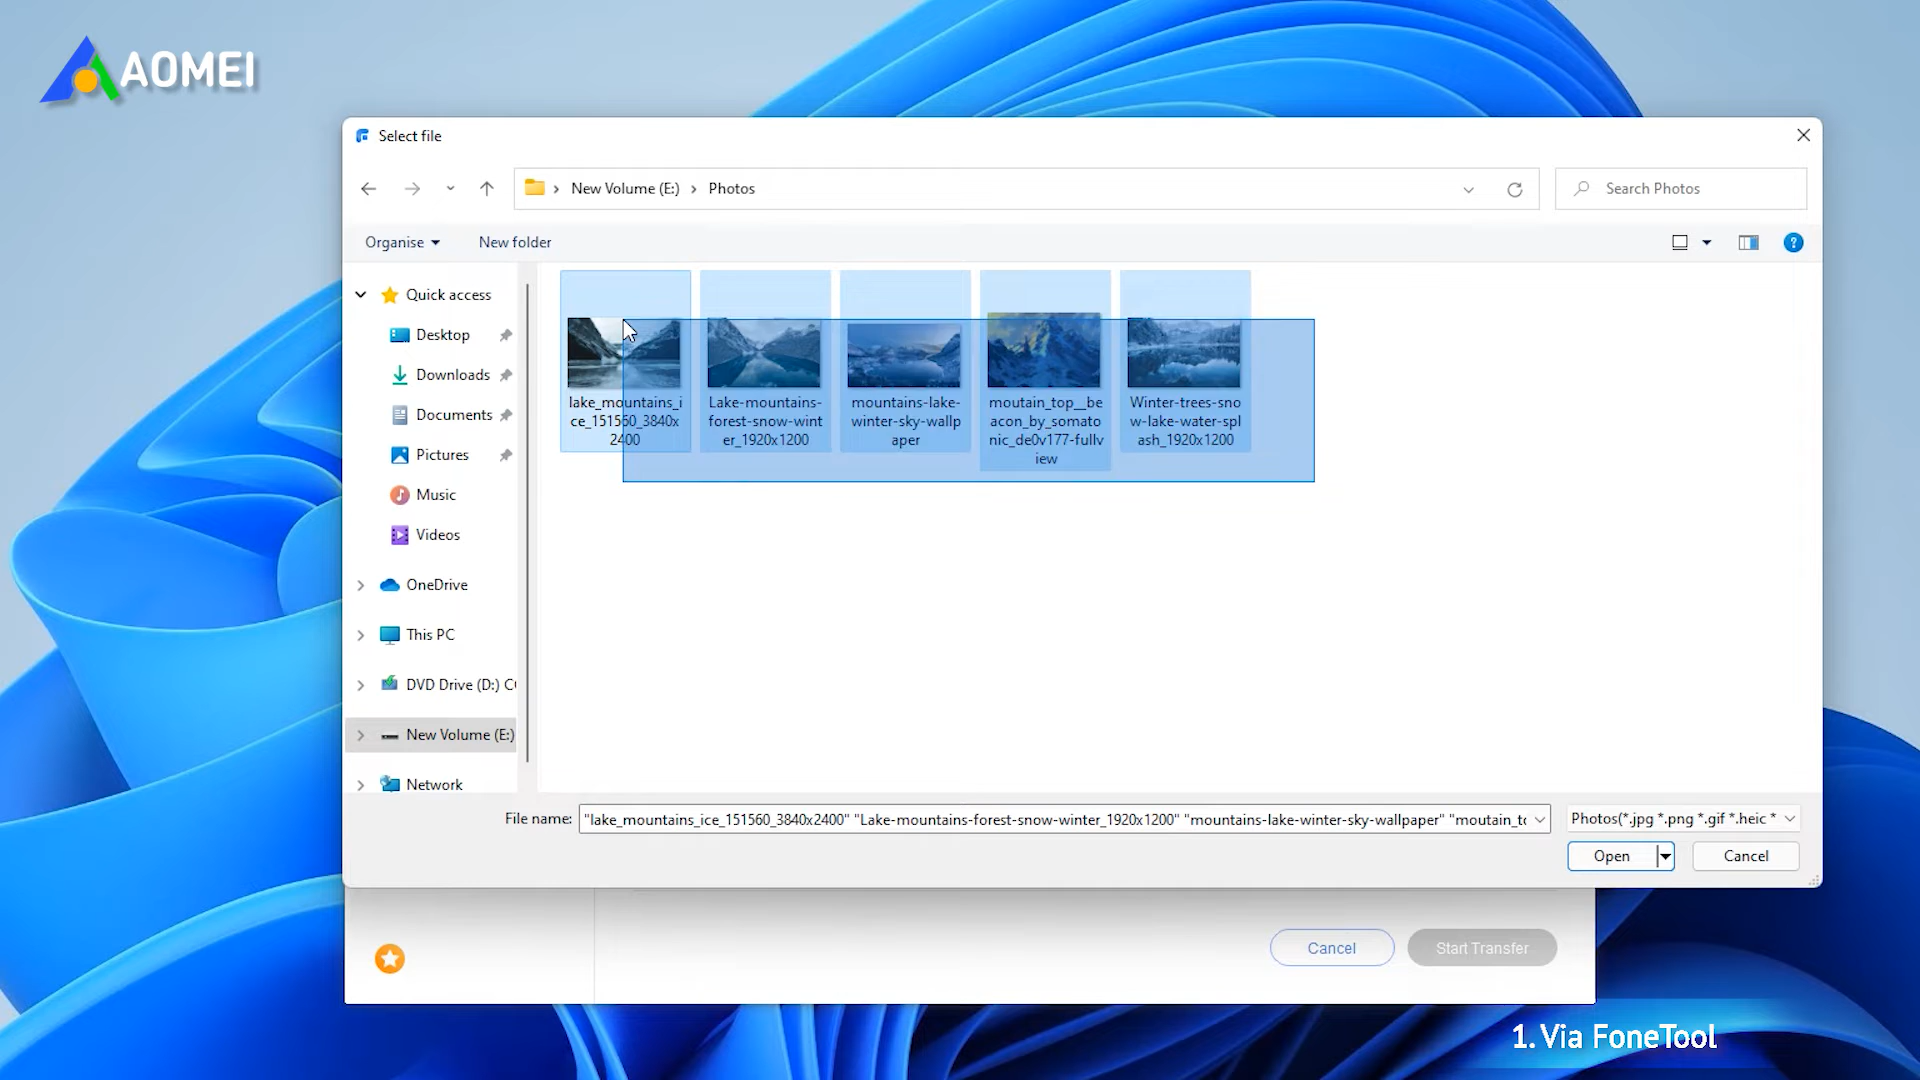 AOMEI
Select file
New Volume (E:) Photos
Search Photos
Organise
New folder
?
Quick access
Desktop
Downloads
Documents
Pictures
Music
Videos
OneDrive
This PC
DVD Drive (D:) C
New Volume (E:)
Network
lake_mountains_i
ce_151560_3840x
2400
Lake-mountains-
forest-snow-wint
er_1920x1200
mountains-lake-
winter-sky-wallp
aper
moutain_top__be
acon_by_somato
nic_de0v177-fullv
iew
Winter-trees-sno
w-lake-water-spl
ash_1920x1200
File name: "lake_mountains_ice_151560_3840x2400" "Lake-mountains-forest-snow-winter_1920x1200" "mountains-lake-winter-sky-wallpaper" "moutain_to
Photos(*.jpg *.png *.gif *.heic *
Open
Cancel
Cancel
Start Transfer
1. Via FoneTool